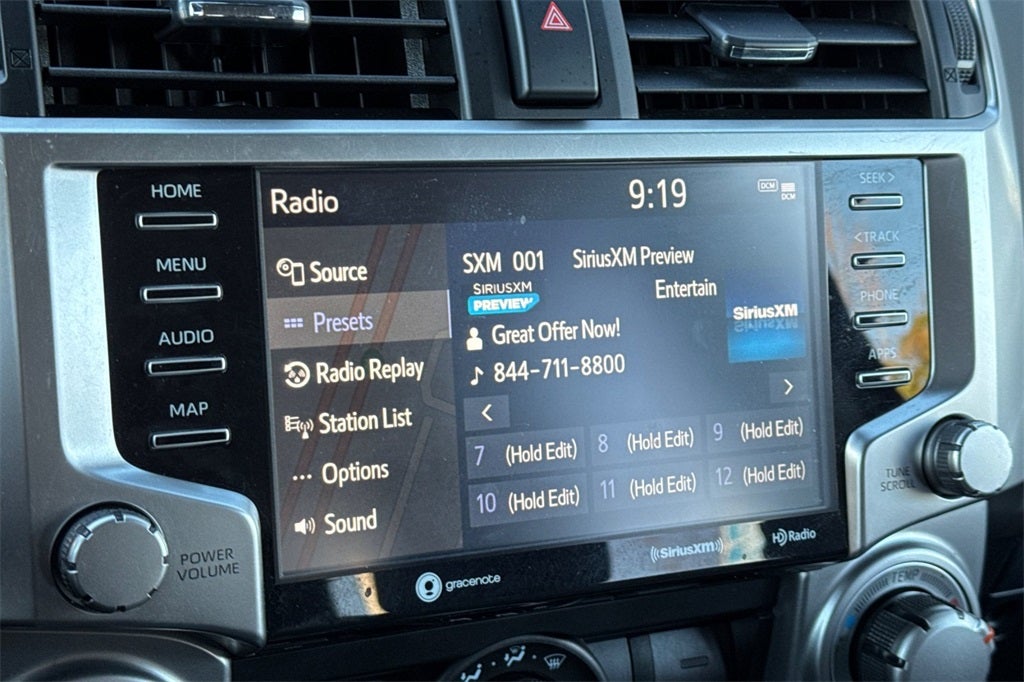 HOME
MENU
AUDIO
MAP
POWER
VOLUME
Radio
9:19
DCM
DCM
Source
Presets
Radio Replay
Station List
Options
Sound
SXM 001
SiriusXM Preview
SIRIUSXM
PREVIEW
Entertain
SiriusXM
Great Offer Now!
844-711-8800
<
>
7 (Hold Edit)
8 (Hold Edit)
9 (Hold Edit)
10 (Hold Edit)
11 (Hold Edit)
12 (Hold Edit)
gracenote
((SiriusXM))
HD Radio
SEEK >
< TRACK
PHONE
APPS
TUNE
SCROLL
TEMP